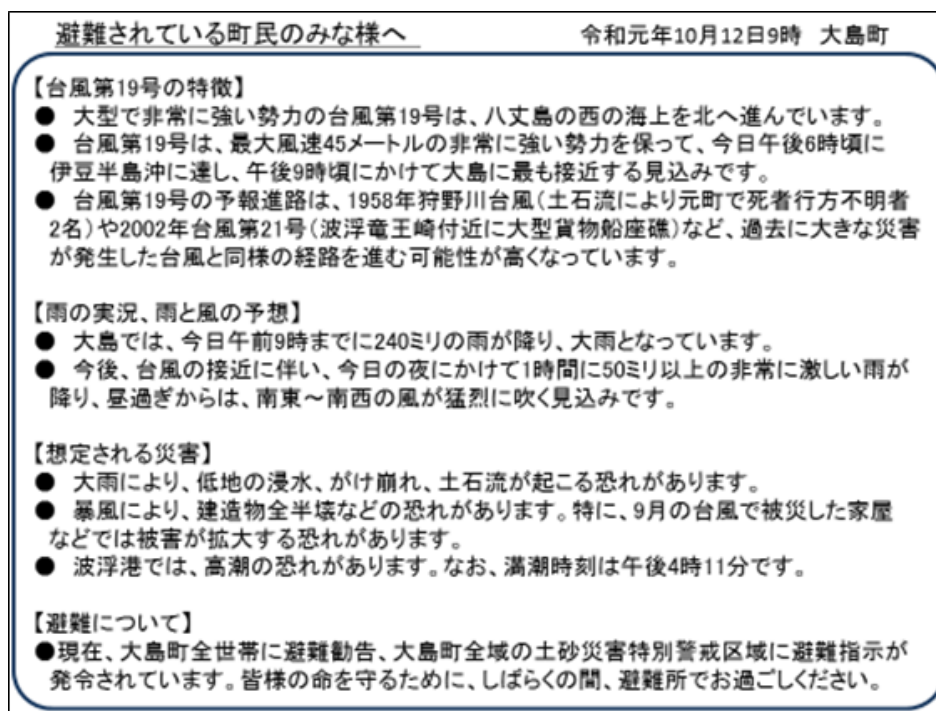 避難されている町民のみな様へ 令和元年10月12日9時 大島町
【台風第19号の特徴】
● 大型で非常に強い勢力の台風第19号は、八丈島の西の海上を北へ進んでいます。
● 台風第19号は、最大風速45メートルの非常に強い勢力を保って、今日午後6時頃に
伊豆半島沖に達し、午後9時頃にかけて大島に最も接近する見込みです。
● 台風第19号の予報進路は、1958年狩野川台風(土石流により元町で死者行方不明者
2名)や2002年台風第21号(波浮竜王崎付近に大型貨物船座礁)など、過去に大きな災害
が発生した台風と同様の経路を進む可能性が高くなっています。
【雨の実況、雨と風の予想】
● 大島では、今日午前9時までに240ミリの雨が降り、大雨となっています。
● 今後、台風の接近に伴い、今日の夜にかけて1時間に50ミリ以上の非常に激しい雨が
降り、昼過ぎからは、南東~南西の風が猛烈に吹く見込みです。
【想定される災害】
● 大雨により、低地の浸水、がけ崩れ、土石流が起こる恐れがあります。
● 暴風により、建造物全半壊などの恐れがあります。特に、9月の台風で被災した家屋
などでは被害が拡大する恐れがあります。
● 波浮港では、高潮の恐れがあります。なお、満潮時刻は午後4時11分です。
【避難について】
●現在、大島町全世帯に避難勧告、大島町全域の土砂災害特別警戒区域に避難指示が
発令されています。皆様の命を守るために、しばらくの間、避難所でお過ごしください。